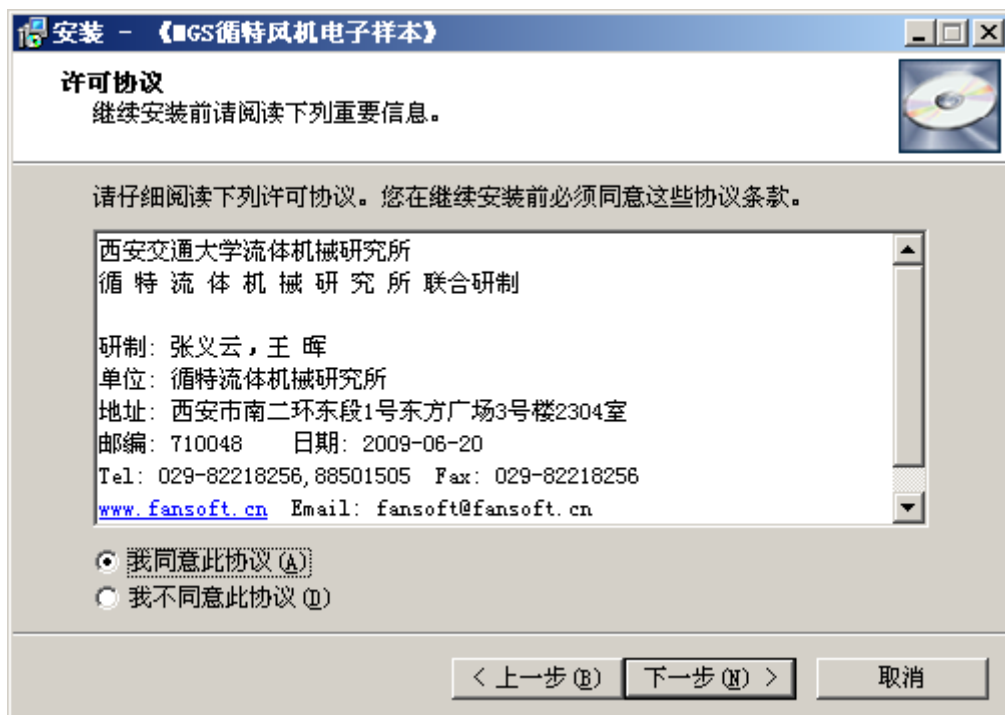 安装 - 《■GS循特风机电子样本》
许可协议
继续安装前请阅读下列重要信息。
请仔细阅读下列许可协议。您在继续安装前必须同意这些协议条款。
西安交通大学流体机械研究所
循 特 流 体 机 械 研 究 所 联合研制
研制: 张义云,王 晖
单位: 循特流体机械研究所
地址: 西安市南二环东段1号东方广场3号楼2304室
邮编: 710048 日期: 2009-06-20
Tel: 029-82218256,88501505 Fax: 029-82218256
www.fansoft.cn Email: fansoft@fansoft.cn
我同意此协议(A)
我不同意此协议(D)
< 上一步(B) 下一步(N) > 取消